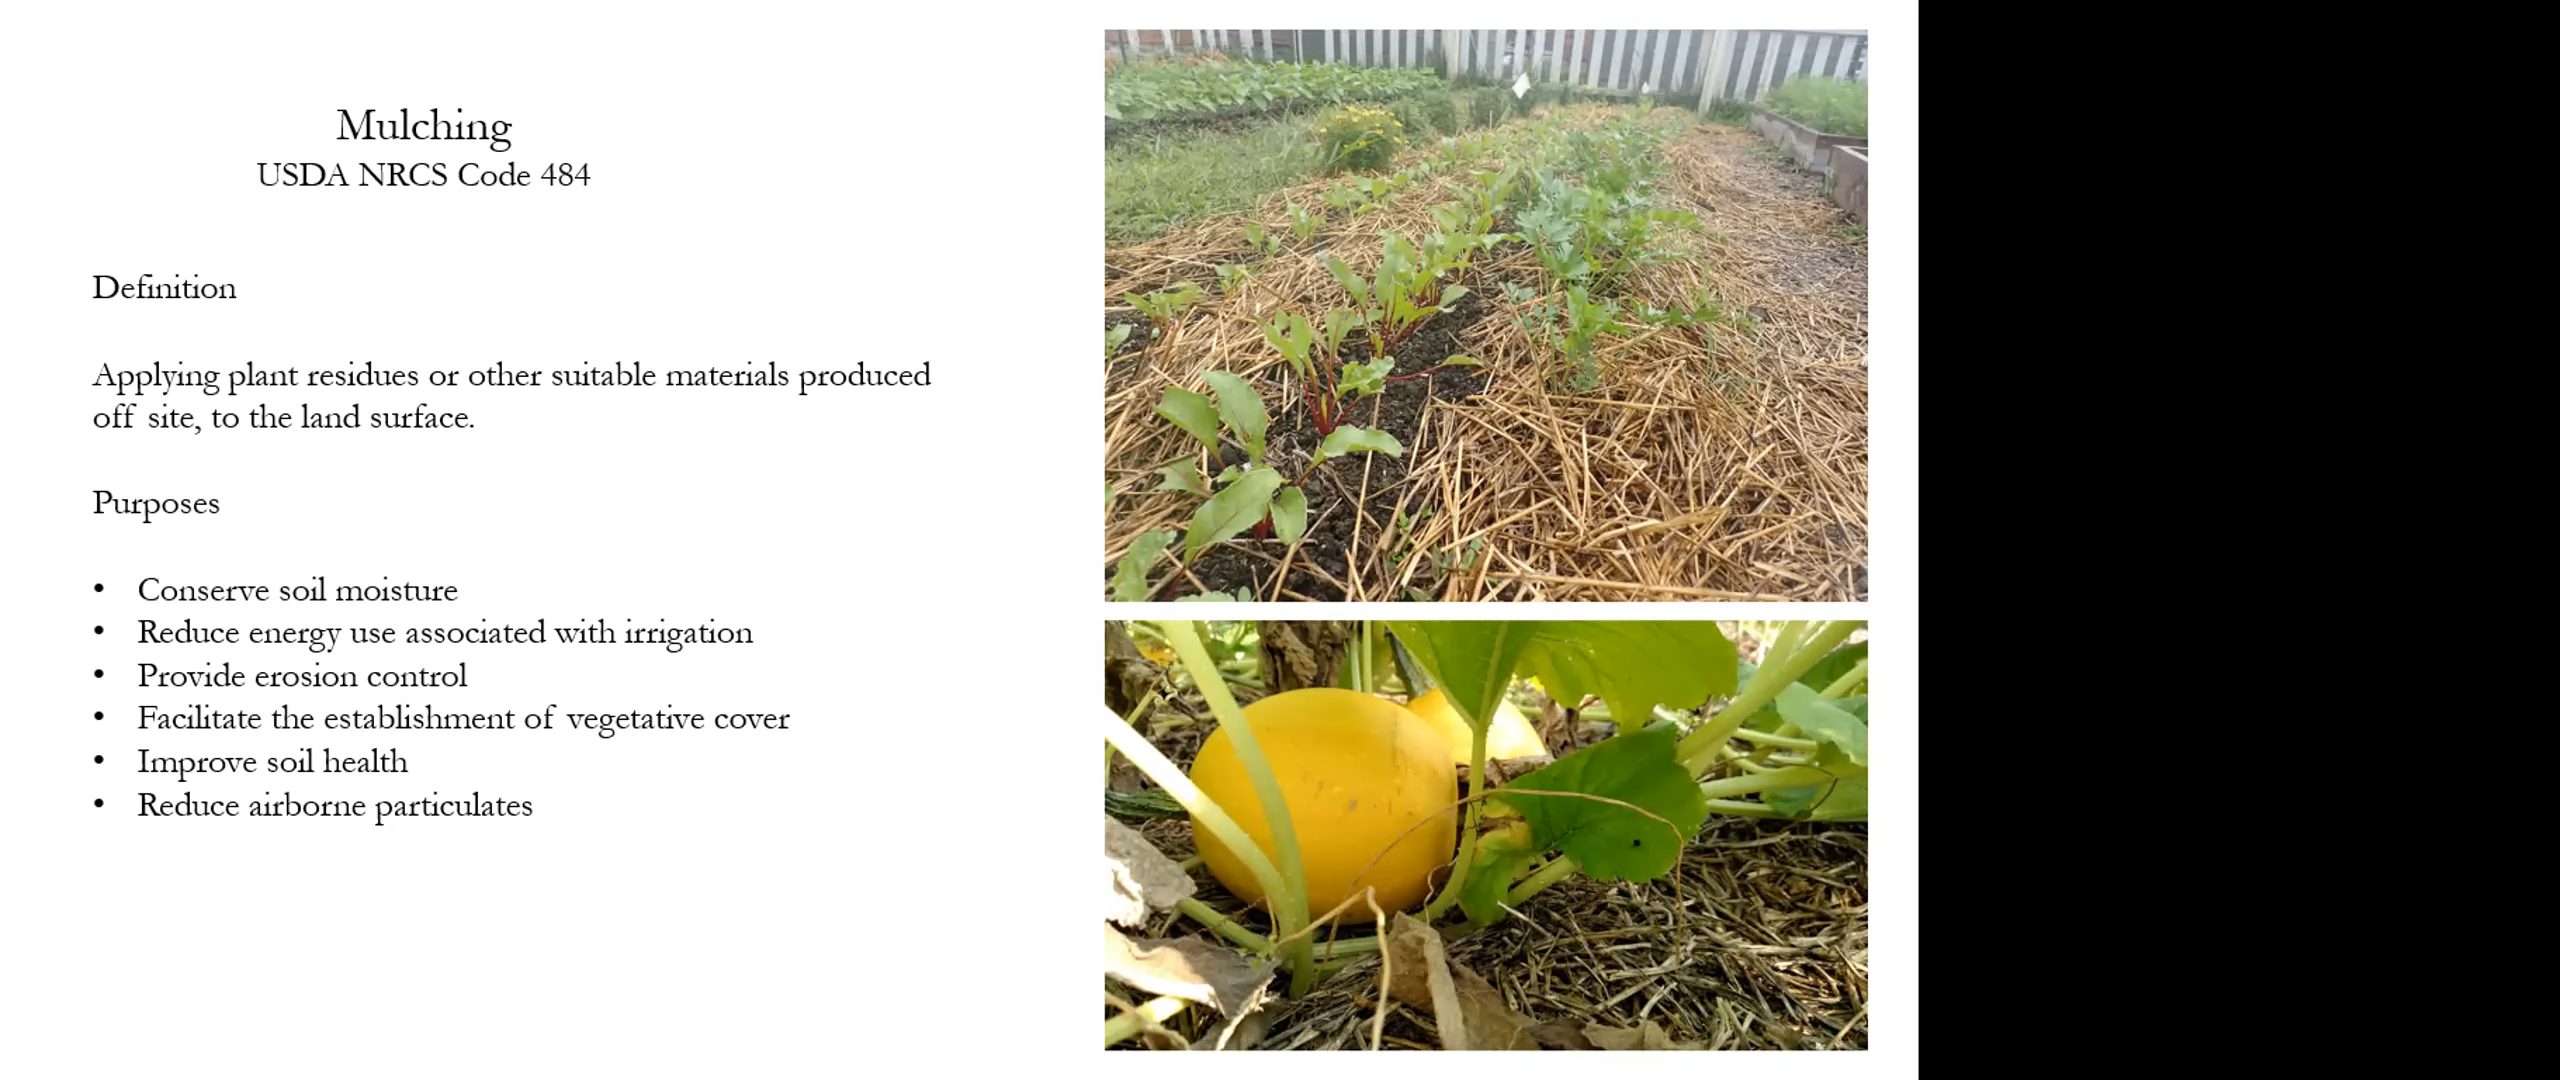 Mulching
USDA NRCS Code 484
Definition
Applying plant residues or other suitable materials produced
off site, to the land surface.
Purposes
• Conserve soil moisture
• Reduce energy use associated with irrigation
• Provide erosion control
• Facilitate the establishment of vegetative cover
• Improve soil health
• Reduce airborne particulates